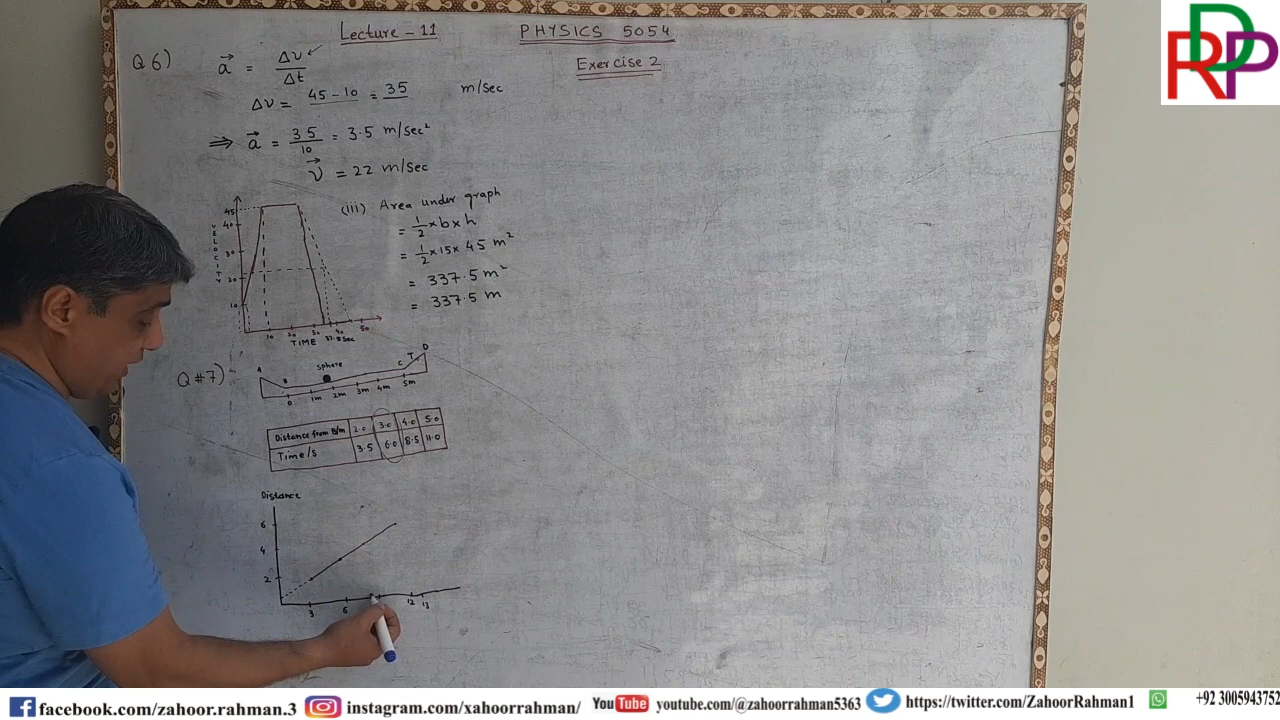 Lecture - 11
PHYSICS 5054
Exercise 2
Q 6)
a = Δv / Δt
Δv = 45 - 10 = 35 m/sec
⇒ a = 35/10 = 3.5 m/sec²
v = 22 m/sec
(iii) Area under graph
= 1/2 × b × h
= 1/2 × 15 × 45 m²
= 337.5 m²
= 337.5 m
VELOCITY
45
40
30
20
10
10 20 30 37.5sec 40 50
TIME
Q #7)
A B sphere C T D
0 1m 2m 3m 4m 5m
Distance from B/m 2.0 3.0 4.0 5.0
Time/s 3.5 6.0 8.5 11.0
Distance
6
4
2
3 6 12 13
RDP
facebook.com/zahoor.rahman.3
instagram.com/xahoorrahman/
YouTube youtube.com/@zahoorrahman5363
https://twitter.com/ZahoorRahman1
+92 3005943752